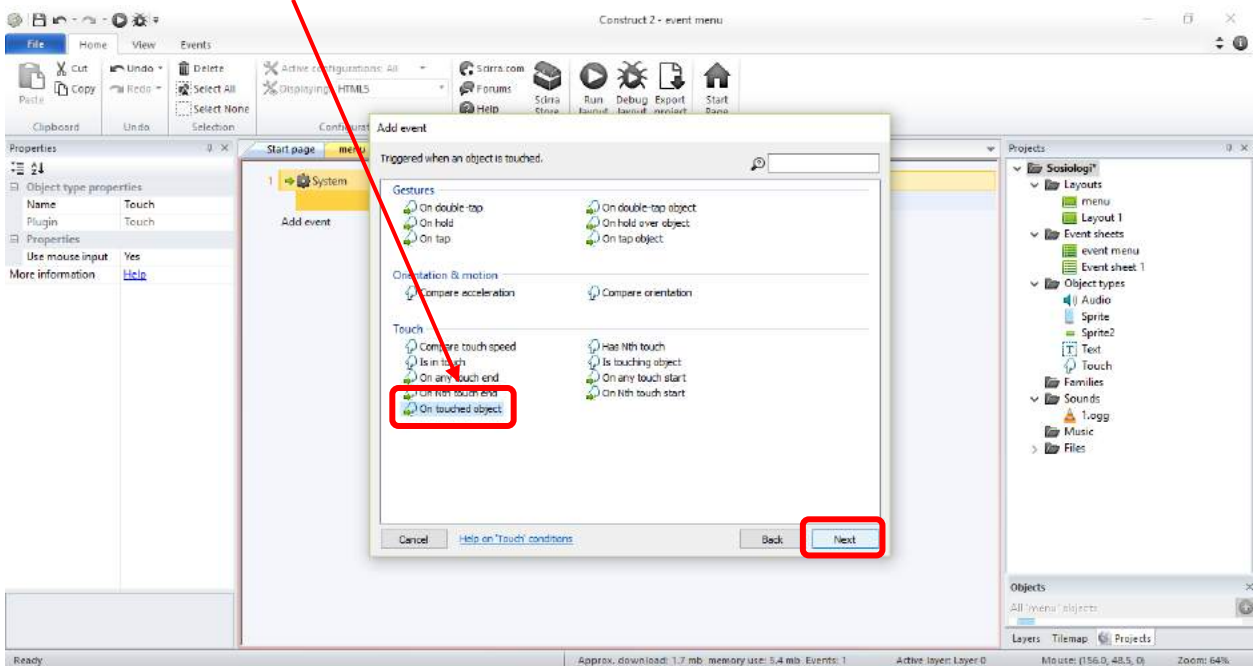 Construct 2 - event menu
File Home View Events
Cut
Copy
Paste
Clipboard
Undo
Redo
Undo
Delete
Select All
Select None
Selection
Active configurations: All
Displaying: HTML5
Scirra.com
Forums
Help
Scirra Store
Run layout
Debug layout
Export project
Start Page
Properties
Object type properties
Name Touch
Plugin Touch
Properties
Use mouse input Yes
More information Help
Start page menu
1 System
Add event
Add event
Triggered when an object is touched.
Gestures
On double-tap On double-tap object
On hold On hold over object
On tap On tap object
Orientation & motion
Compare acceleration Compare orientation
Touch
Compare touch speed Has Nth touch
Is in touch Is touching object
On any touch end On any touch start
On Nth touch end On Nth touch start
On touched object
Cancel Help on 'Touch' conditions Back Next
Projects
Sosiologi*
Layouts
menu
Layout 1
Event sheets
event menu
Event sheet 1
Object types
Audio
Sprite
Sprite2
Text
Touch
Families
Sounds
1.ogg
Music
Files
Objects
All 'menu' objects
Layers Tilemap Projects
Ready Approx. download: 1.7 mb memory use: 5.4 mb Events: 1 Active layer: Layer 0 Mouse: (156.0, 48.5, 0) Zoom: 64%